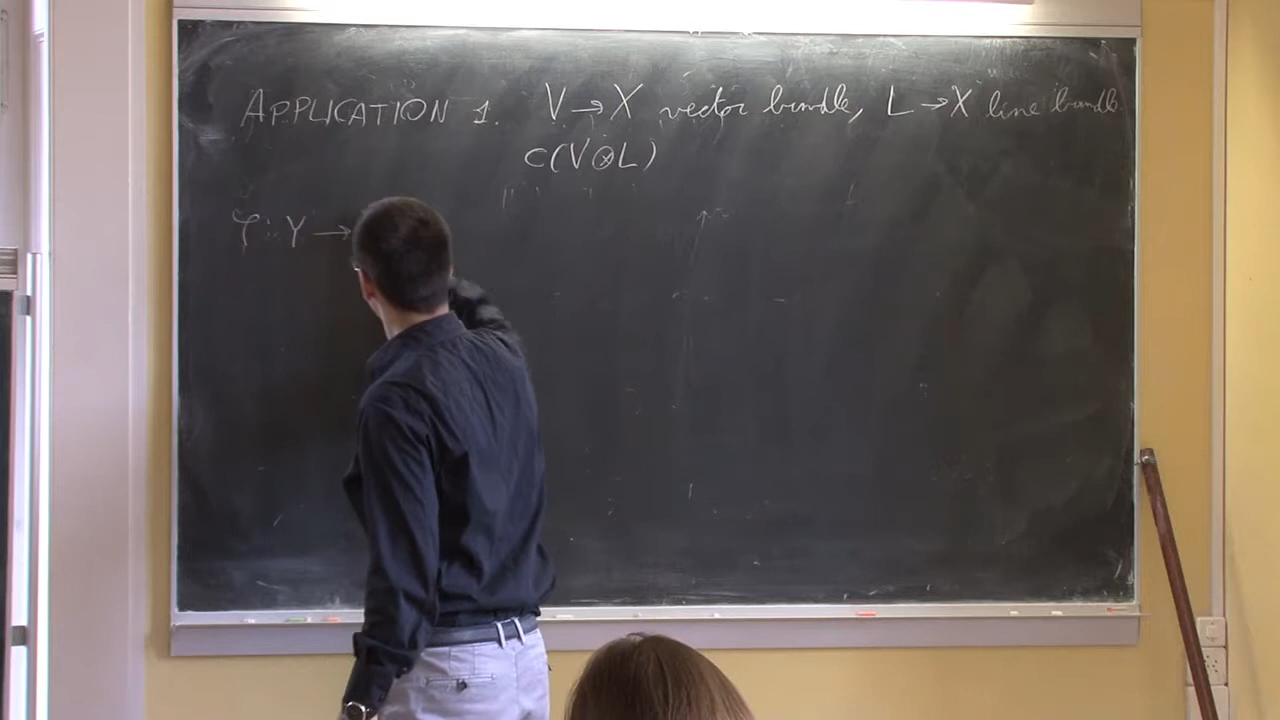 APPLICATION 1. V → X vector bundle, L → X line bundle.
c(V⊗L)
φ: Y →